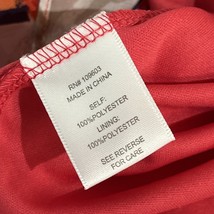 RN# 109603
MADE IN CHINA
SELF:
100%POLYESTER
LINING:
100%POLYESTER
SEE REVERSE
FOR CARE